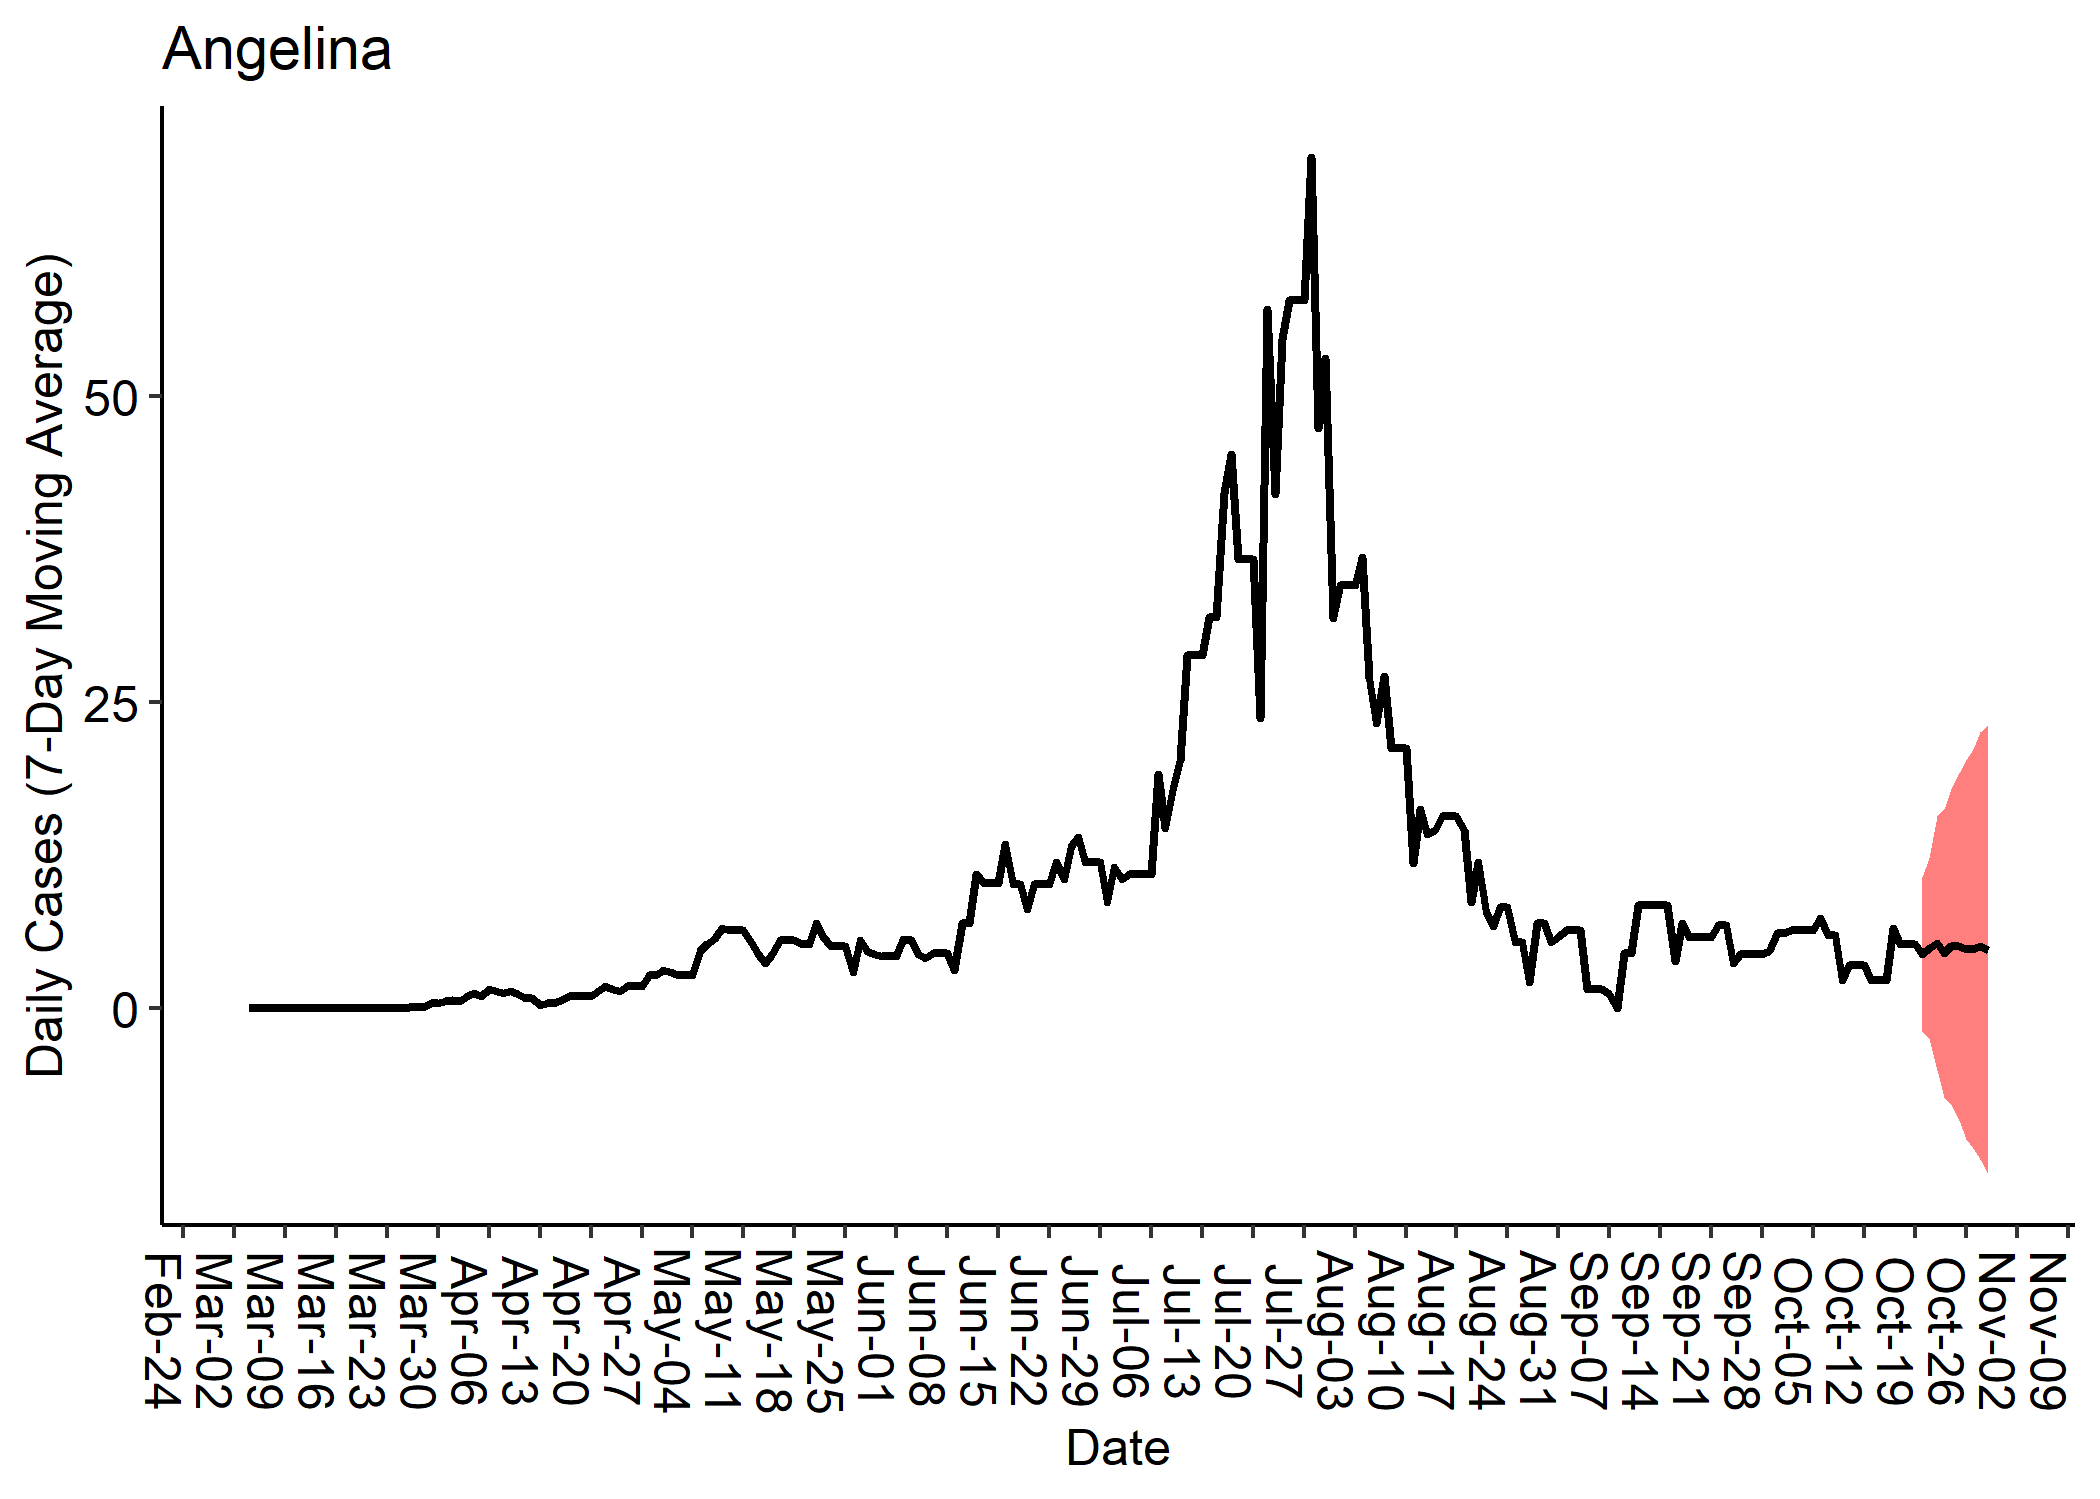 Angelina
Daily Cases (7-Day Moving Average)
50
25
0
Feb-24
Mar-02
Mar-09
Mar-16
Mar-23
Mar-30
Apr-06
Apr-13
Apr-20
Apr-27
May-04
May-11
May-18
May-25
Jun-01
Jun-08
Jun-15
Jun-22
Jun-29
Jul-06
Jul-13
Jul-20
Jul-27
Aug-03
Aug-10
Aug-17
Aug-24
Aug-31
Sep-07
Sep-14
Sep-21
Sep-28
Oct-05
Oct-12
Oct-19
Oct-26
Nov-02
Nov-09
Date